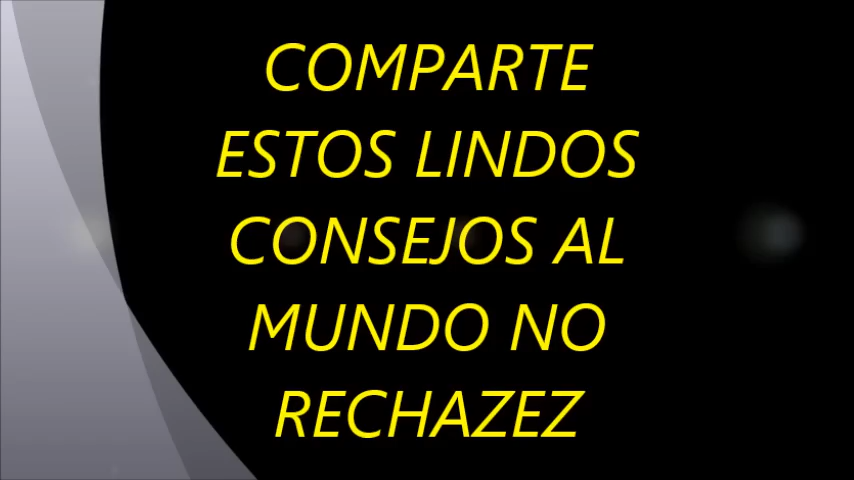 COMPARTE
ESTOS LINDOS
CONSEJOS AL
MUNDO NO
RECHAZEZ